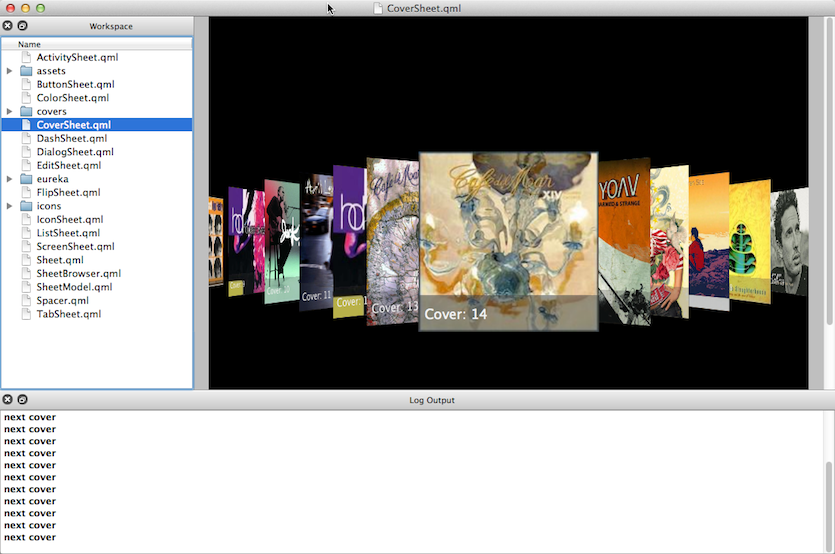 CoverSheet.qml
Workspace
Name
ActivitySheet.qml
assets
ButtonSheet.qml
ColorSheet.qml
covers
CoverSheet.qml
DashSheet.qml
DialogSheet.qml
EditSheet.qml
eureka
FlipSheet.qml
icons
IconSheet.qml
ListSheet.qml
ScreenSheet.qml
Sheet.qml
SheetBrowser.qml
SheetModel.qml
Spacer.qml
TabSheet.qml
Cover: 11
Cover: 1
Cover: 13
XIV
Cover: 14
YOAV
& STRANGE
Log Output
next cover
next cover
next cover
next cover
next cover
next cover
next cover
next cover
next cover
next cover
next cover